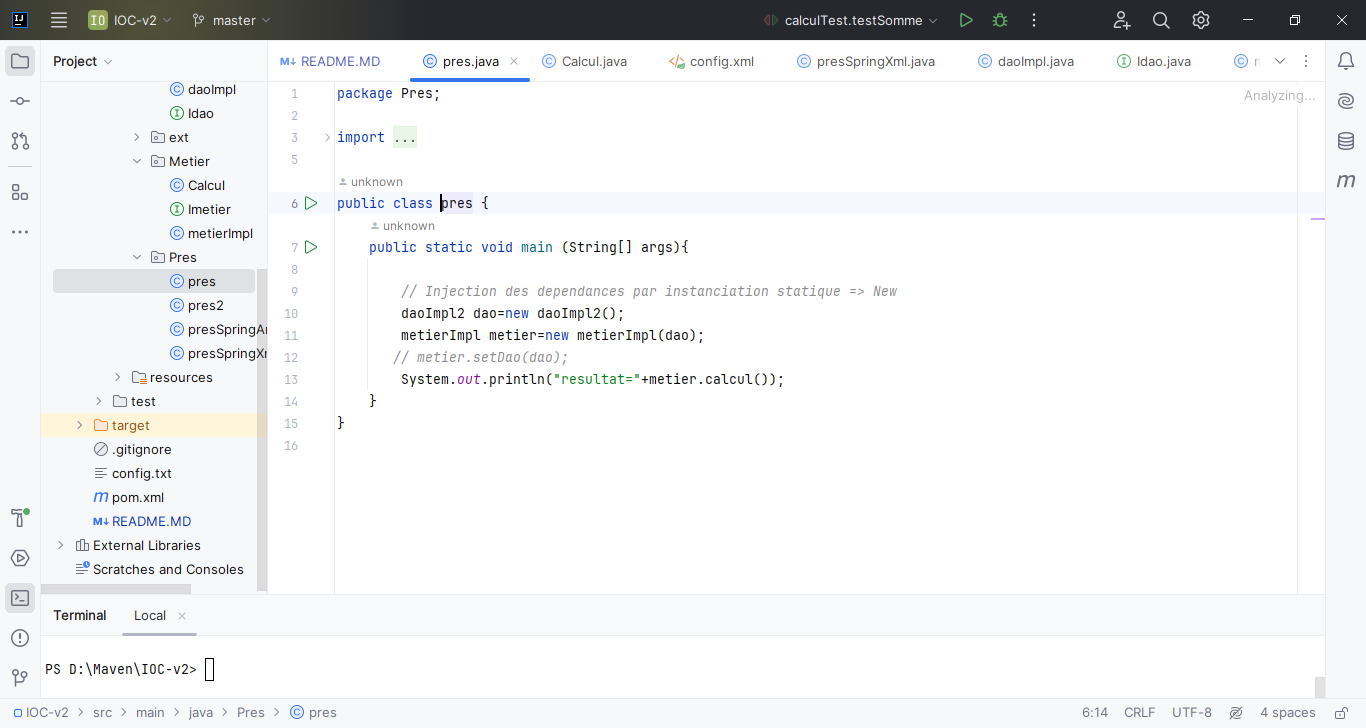 IO IOC-v2 master calculTest.testSomme
Project
README.MD pres.java Calcul.java config.xml presSpringXml.java daoImpl.java Idao.java
Analyzing...
daoImpl
Idao
ext
Metier
Calcul
Imetier
metierImpl
Pres
pres
pres2
presSpringAn
presSpringXm
resources
test
target
.gitignore
config.txt
pom.xml
README.MD
External Libraries
Scratches and Consoles
1 package Pres;
2
3 import ...
5
unknown
6 public class pres {
unknown
7 public static void main (String[] args){
8
9 // Injection des dependances par instanciation statique => New
10 daoImpl2 dao=new daoImpl2();
11 metierImpl metier=new metierImpl(dao);
12 // metier.setDao(dao);
13 System.out.println("resultat="+metier.calcul());
14 }
15 }
16
Terminal Local
PS D:\Maven\IOC-v2>
IOC-v2 > src > main > java > Pres > pres 6:14 CRLF UTF-8 4 spaces